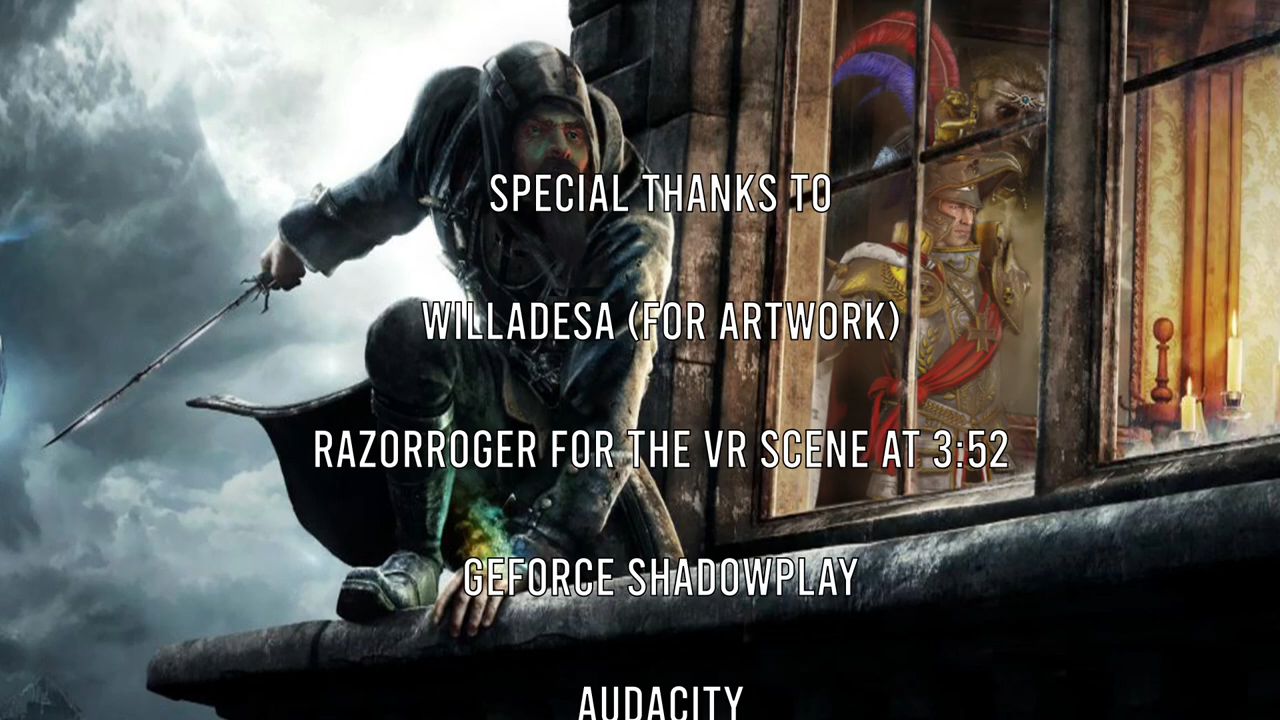 SPECIAL THANKS TO
WILLADESA (FOR ARTWORK)
RAZORROGER FOR THE VR SCENE AT 3:52
GEFORCE SHADOWPLAY
AUDACITY